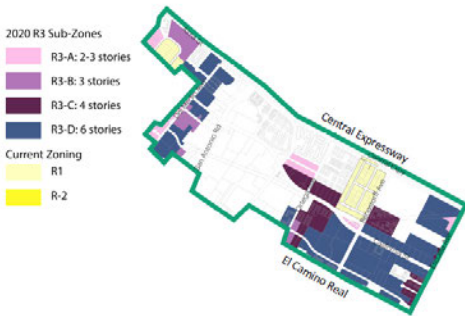 2020 R3 Sub-Zones
R3-A: 2-3 stories
R3-B: 3 stories
R3-C: 4 stories
R3-D: 6 stories
Current Zoning
R1
R-2
Central Expressway
San Antonio Rd
El Camino Real